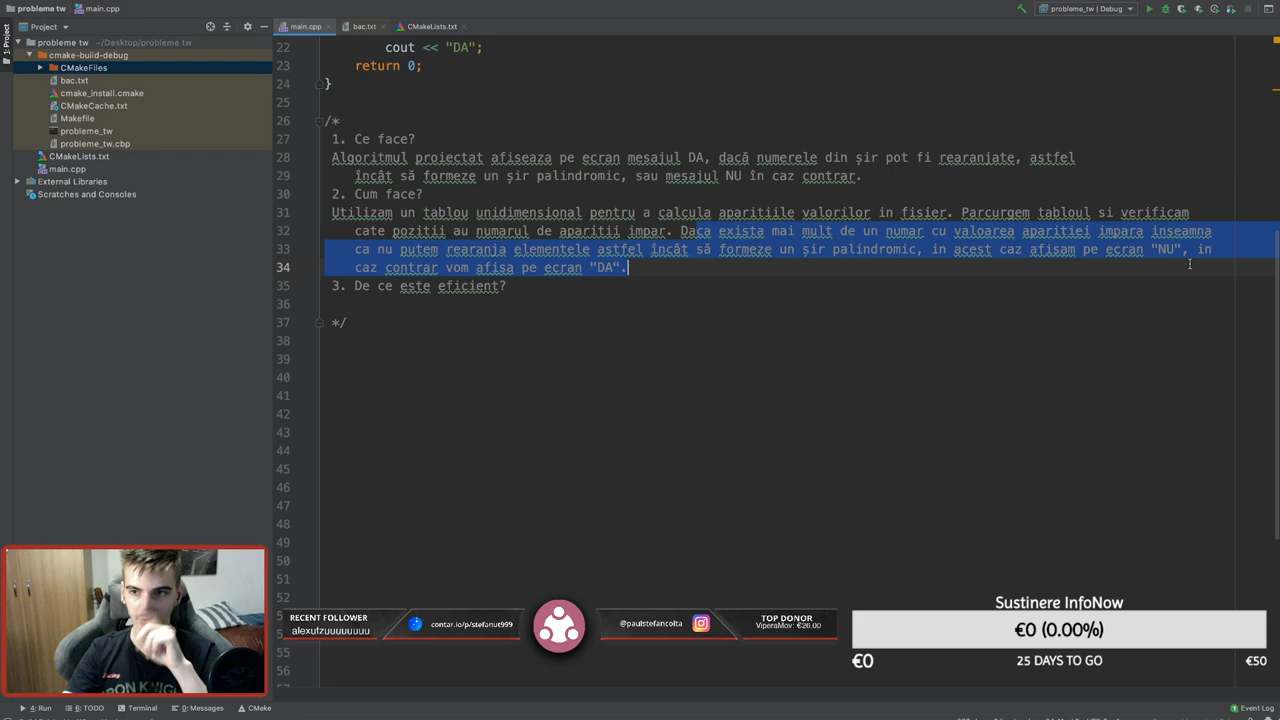 probleme tw
main.cpp
probleme_tw | Debug
Project
main.cpp
bac.txt
CMakeLists.txt
1: Project
probleme tw ~/Desktop/probleme tw
cmake-build-debug
CMakeFiles
bac.txt
cmake_install.cmake
CMakeCache.txt
Makefile
probleme_tw
probleme_tw.cbp
CMakeLists.txt
main.cpp
External Libraries
Scratches and Consoles
22 cout << "DA";
23 return 0;
24 }
25
26 /*
27 1. Ce face?
28 Algoritmul proiectat afiseaza pe ecran mesajul DA, dacă numerele din șir pot fi rearanjate, astfel
29 încât să formeze un șir palindromic, sau mesajul NU în caz contrar.
30 2. Cum face?
31 Utilizam un tablou unidimensional pentru a calcula aparitiile valorilor in fisier. Parcurgem tabloul si verificam
32 cate pozitii au numarul de aparitii impar. Daca exista mai mult de un numar cu valoarea aparitiei impara inseamna
33 ca nu putem rearanja elementele astfel încât să formeze un șir palindromic, in acest caz afisam pe ecran "NU", in
34 caz contrar vom afisa pe ecran "DA".
35 3. De ce este eficient?
36
37 */
38
39
40
41
42
43
44
45
46
47
48
49
50
51
52
53
55
56
RECENT FOLLOWER
alexutzuuuuuuu
contar.io/p/stefanut999
@paulstefancolta
TOP DONOR
ViperaMov: €26.00
Sustinere InfoNow
€0 (0.00%)
€0
25 DAYS TO GO
€50
4: Run
6: TODO
Terminal
0: Messages
CMake
Event Log